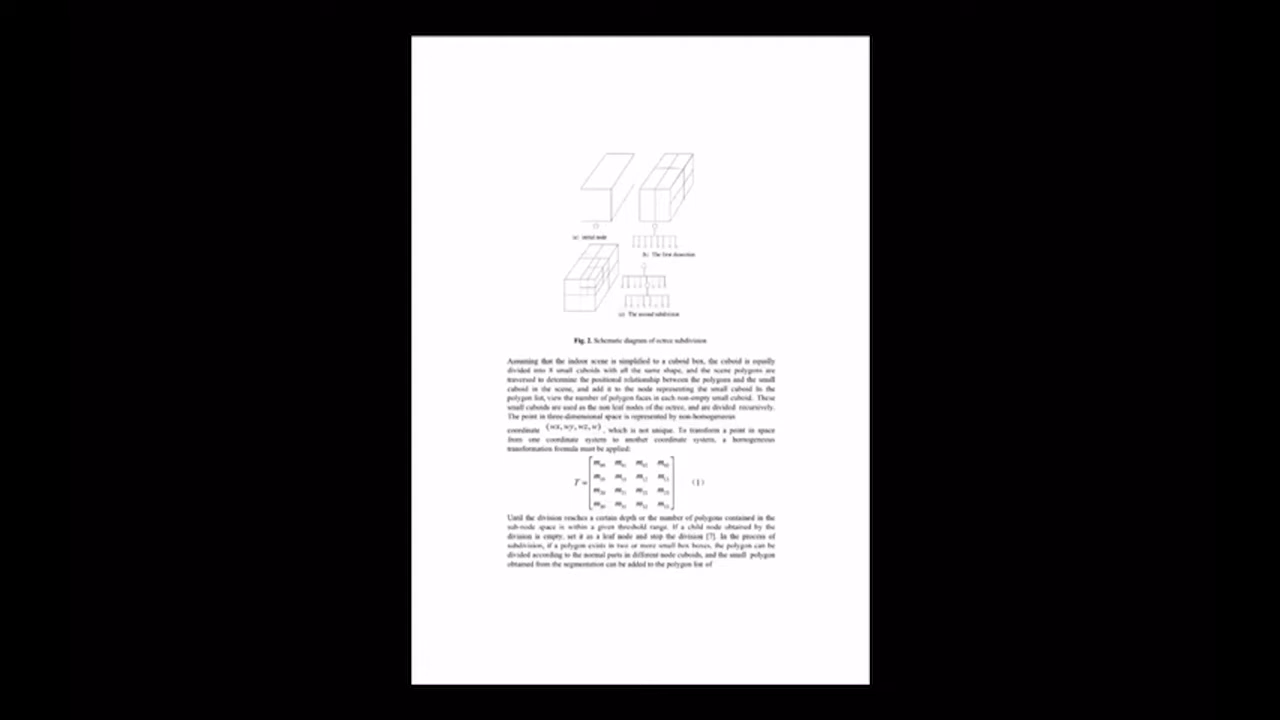 (a) initial node
(b) The first dissection
(c) The second subdivision
Fig. 2. Schematic diagram of octree subdivision
Assuming that the indoor scene is simplified to a cuboid box, the cuboid is equally
divided into 8 small cuboids with all the same shape, and the scene polygons are
traversed to determine the positional relationship between the polygons and the small
cuboid in the scene, and add it to the node representing the small cuboid In the
polygon list, view the number of polygon faces in each non-empty small cuboid. These
small cuboids are used as the non leaf nodes of the octree, and are divided recursively.
The point in three-dimensional space is represented by non-homogeneous
coordinate (wx, wy, wz, w) , which is not unique. To transform a point in space
from one coordinate system to another coordinate system, a homogeneous
transformation formula must be applied:
T = (1)
Until the division reaches a certain depth or the number of polygons contained in the
sub-node space is within a given threshold range. If a child node obtained by the
division is empty, set it as a leaf node and stop the division [7]. In the process of
subdivision, if a polygon exists in two or more small box boxes, the polygon can be
divided according to the normal parts in different node cuboids, and the small polygon
obtained from the segmentation can be added to the polygon list of